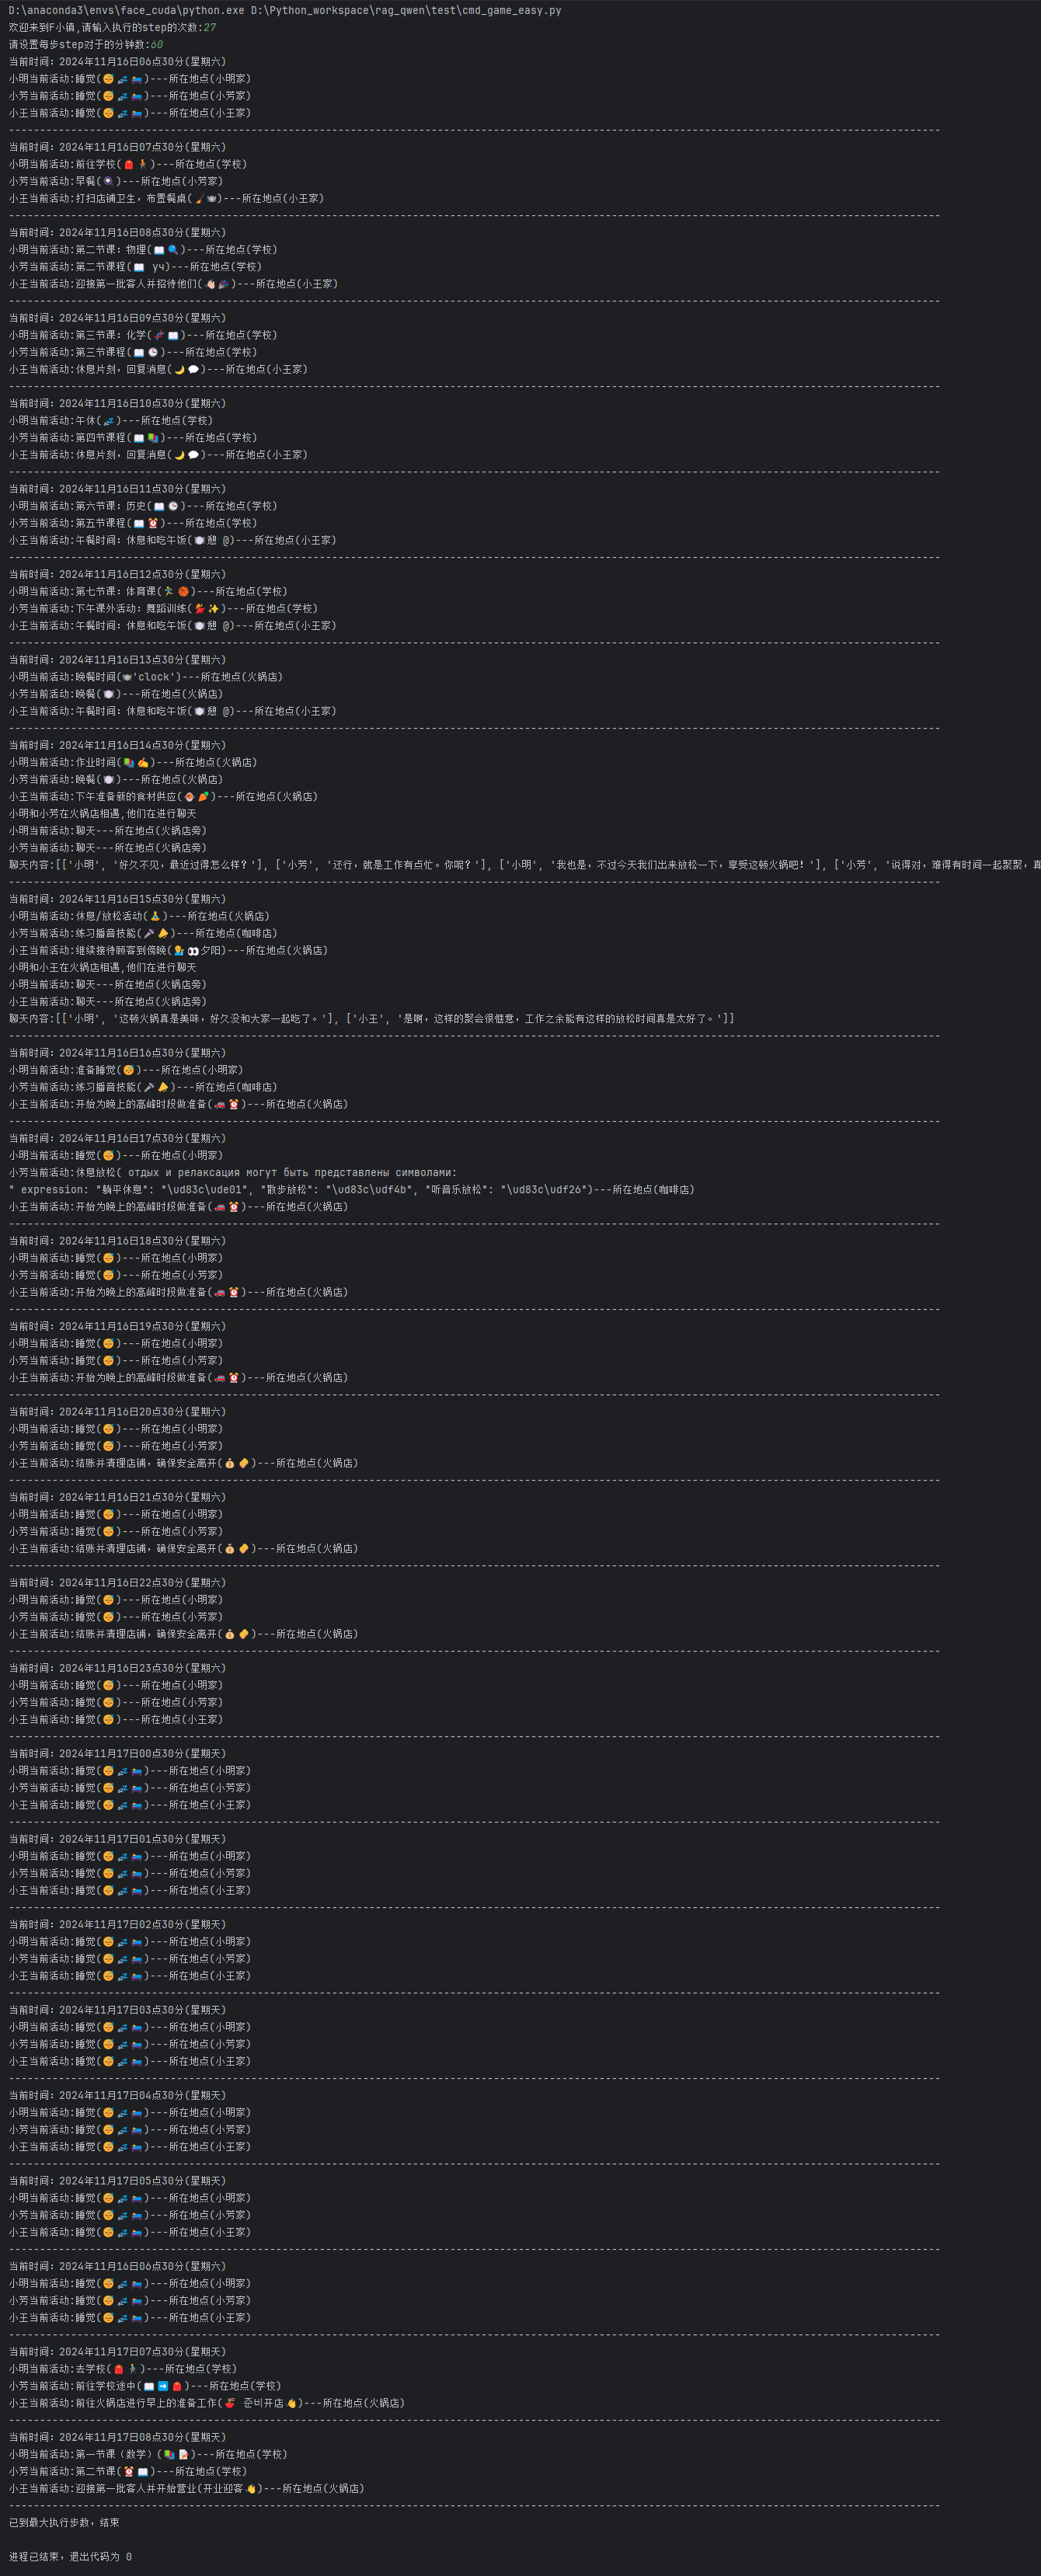 D:\anaconda3\envs\face_cuda\python.exe D:\Python_workspace\rag_qwen\test\cmd_game_easy.py
欢迎来到F小镇,请输入执行的step的次数:27
请设置每步step对于的分钟数:60
当前时间: 2024年11月16日06点30分(星期六)
小明当前活动:睡觉(😴💤🛌)---所在地点(小明家)
小芳当前活动:睡觉(😴💤🛌)---所在地点(小芳家)
小王当前活动:睡觉(😴💤🛌)---所在地点(小王家)
--------------------------------------------------
当前时间: 2024年11月16日07点30分(星期六)
小明当前活动:前往学校(🎒🚶)---所在地点(学校)
小芳当前活动:早餐(🍳)---所在地点(小芳家)
小王当前活动:打扫店铺卫生，布置餐桌(🧹🍽)---所在地点(小王家)
--------------------------------------------------
当前时间: 2024年11月16日08点30分(星期六)
小明当前活动:第二节课: 物理(📖🔍)---所在地点(学校)
小芳当前活动:第二节课程(📖 уч)---所在地点(学校)
小王当前活动:迎接第一批客人并招待他们(👋🎉)---所在地点(小王家)
--------------------------------------------------
当前时间: 2024年11月16日09点30分(星期六)
小明当前活动:第三节课: 化学(🧬📖)---所在地点(学校)
小芳当前活动:第三节课程(📖🕒)---所在地点(学校)
小王当前活动:休息片刻，回复消息(🌙💬)---所在地点(小王家)
--------------------------------------------------
当前时间: 2024年11月16日10点30分(星期六)
小明当前活动:午休(💤)---所在地点(学校)
小芳当前活动:第四节课程(📖📚)---所在地点(学校)
小王当前活动:休息片刻，回复消息(🌙💬)---所在地点(小王家)
--------------------------------------------------
当前时间: 2024年11月16日11点30分(星期六)
小明当前活动:第六节课: 历史(📖🕒)---所在地点(学校)
小芳当前活动:第五节课程(📖⏰)---所在地点(学校)
小王当前活动:午餐时间: 休息和吃午饭(🍽憩 @)---所在地点(小王家)
--------------------------------------------------
当前时间: 2024年11月16日12点30分(星期六)
小明当前活动:第七节课: 体育课(🏃🏀)---所在地点(学校)
小芳当前活动:下午课外活动: 舞蹈训练(💃✨)---所在地点(学校)
小王当前活动:午餐时间: 休息和吃午饭(🍽憩 @)---所在地点(小王家)
--------------------------------------------------
当前时间: 2024年11月16日13点30分(星期六)
小明当前活动:晚餐时间(🍽'clock')---所在地点(火锅店)
小芳当前活动:晚餐(🍽)---所在地点(火锅店)
小王当前活动:午餐时间: 休息和吃午饭(🍽憩 @)---所在地点(小王家)
--------------------------------------------------
当前时间: 2024年11月16日14点30分(星期六)
小明当前活动:作业时间(📚✍)---所在地点(火锅店)
小芳当前活动:晚餐(🍽)---所在地点(火锅店)
小王当前活动:下午准备新的食材供应(🥕)---所在地点(火锅店)
小明和小芳在火锅店相遇,他们在进行聊天
小明当前活动:聊天---所在地点(火锅店旁)
小芳当前活动:聊天---所在地点(火锅店旁)
聊天内容:[['小明', '好久不见，最近过得怎么样？'], ['小芳', '还行，就是工作有点忙。你呢？'], ['小明', '我也是，不过今天我们出来放松一下，享受这顿火锅吧！'], ['小芳', '说得对，难得有时间一起聚聚，真
--------------------------------------------------
当前时间: 2024年11月16日15点30分(星期六)
小明当前活动:休息/放松活动(🧘)---所在地点(火锅店)
小芳当前活动:练习播音技能(🎤📣)---所在地点(咖啡店)
小王当前活动:继续接待顾客到傍晚(💁👀夕阳)---所在地点(火锅店)
小明和小王在火锅店相遇,他们在进行聊天
小明当前活动:聊天---所在地点(火锅店旁)
小王当前活动:聊天---所在地点(火锅店旁)
聊天内容:[['小明', '这顿火锅真是美味，好久没和大家一起吃了。'], ['小王', '是啊，这样的聚会很惬意，工作之余能有这样的放松时间真是太好了。']]
--------------------------------------------------
当前时间: 2024年11月16日16点30分(星期六)
小明当前活动:准备睡觉(😴)---所在地点(小明家)
小芳当前活动:练习播音技能(🎤📣)---所在地点(咖啡店)
小王当前活动:开始为晚上的高峰时段做准备(🚗⏰)---所在地点(火锅店)
--------------------------------------------------
当前时间: 2024年11月16日17点30分(星期六)
小明当前活动:睡觉(😴)---所在地点(小明家)
小芳当前活动:休息放松( отдых и релаксация могут быть представлены символами:
" expression: "躺平休息": "\ud83c\ude01", "散步放松": "\ud83c\udf4b", "听音乐放松": "\ud83c\udf26")---所在地点(咖啡店)
小王当前活动:开始为晚上的高峰时段做准备(🚗⏰)---所在地点(火锅店)
--------------------------------------------------
当前时间: 2024年11月16日18点30分(星期六)
小明当前活动:睡觉(😴)---所在地点(小明家)
小芳当前活动:睡觉(😴)---所在地点(小芳家)
小王当前活动:开始为晚上的高峰时段做准备(🚗⏰)---所在地点(火锅店)
--------------------------------------------------
当前时间: 2024年11月16日19点30分(星期六)
小明当前活动:睡觉(😴)---所在地点(小明家)
小芳当前活动:睡觉(😴)---所在地点(小芳家)
小王当前活动:开始为晚上的高峰时段做准备(🚗⏰)---所在地点(火锅店)
--------------------------------------------------
当前时间: 2024年11月16日20点30分(星期六)
小明当前活动:睡觉(😴)---所在地点(小明家)
小芳当前活动:睡觉(😴)---所在地点(小芳家)
小王当前活动:结账并清理店铺，确保安全离开(💰🧽)---所在地点(火锅店)
--------------------------------------------------
当前时间: 2024年11月16日21点30分(星期六)
小明当前活动:睡觉(😴)---所在地点(小明家)
小芳当前活动:睡觉(😴)---所在地点(小芳家)
小王当前活动:结账并清理店铺，确保安全离开(💰🧽)---所在地点(火锅店)
--------------------------------------------------
当前时间: 2024年11月16日22点30分(星期六)
小明当前活动:睡觉(😴)---所在地点(小明家)
小芳当前活动:睡觉(😴)---所在地点(小芳家)
小王当前活动:结账并清理店铺，确保安全离开(💰🧽)---所在地点(火锅店)
--------------------------------------------------
当前时间: 2024年11月16日23点30分(星期六)
小明当前活动:睡觉(😴)---所在地点(小明家)
小芳当前活动:睡觉(😴)---所在地点(小芳家)
小王当前活动:睡觉(😴)---所在地点(小王家)
--------------------------------------------------
当前时间: 2024年11月17日00点30分(星期天)
小明当前活动:睡觉(😴💤🛌)---所在地点(小明家)
小芳当前活动:睡觉(😴💤🛌)---所在地点(小芳家)
小王当前活动:睡觉(😴💤🛌)---所在地点(小王家)
--------------------------------------------------
当前时间: 2024年11月17日01点30分(星期天)
小明当前活动:睡觉(😴💤🛌)---所在地点(小明家)
小芳当前活动:睡觉(😴💤🛌)---所在地点(小芳家)
小王当前活动:睡觉(😴💤🛌)---所在地点(小王家)
--------------------------------------------------
当前时间: 2024年11月17日02点30分(星期天)
小明当前活动:睡觉(😴💤🛌)---所在地点(小明家)
小芳当前活动:睡觉(😴💤🛌)---所在地点(小芳家)
小王当前活动:睡觉(😴💤🛌)---所在地点(小王家)
--------------------------------------------------
当前时间: 2024年11月17日03点30分(星期天)
小明当前活动:睡觉(😴💤🛌)---所在地点(小明家)
小芳当前活动:睡觉(😴💤🛌)---所在地点(小芳家)
小王当前活动:睡觉(😴💤🛌)---所在地点(小王家)
--------------------------------------------------
当前时间: 2024年11月17日04点30分(星期天)
小明当前活动:睡觉(😴💤🛌)---所在地点(小明家)
小芳当前活动:睡觉(😴💤🛌)---所在地点(小芳家)
小王当前活动:睡觉(😴💤🛌)---所在地点(小王家)
--------------------------------------------------
当前时间: 2024年11月17日05点30分(星期天)
小明当前活动:睡觉(😴💤🛌)---所在地点(小明家)
小芳当前活动:睡觉(😴💤🛌)---所在地点(小芳家)
小王当前活动:睡觉(😴💤🛌)---所在地点(小王家)
--------------------------------------------------
当前时间: 2024年11月16日06点30分(星期六)
小明当前活动:睡觉(😴💤🛌)---所在地点(小明家)
小芳当前活动:睡觉(😴💤🛌)---所在地点(小芳家)
小王当前活动:睡觉(😴💤🛌)---所在地点(小王家)
--------------------------------------------------
当前时间: 2024年11月17日07点30分(星期天)
小明当前活动:去学校(🎒🚶)---所在地点(学校)
小芳当前活动:前往学校途中(📖➡🎒)---所在地点(学校)
小王当前活动:前往火锅店进行早上的准备工作(🍲 준비开店👋)---所在地点(火锅店)
--------------------------------------------------
当前时间: 2024年11月17日08点30分(星期天)
小明当前活动:第一节课（数学）(📚📝)---所在地点(学校)
小芳当前活动:第二节课(⏰📖)---所在地点(学校)
小王当前活动:迎接第一批客人并开始营业(开业迎客👋)---所在地点(火锅店)
--------------------------------------------------
已到最大执行步数，结束
进程已结束，退出代码为 0